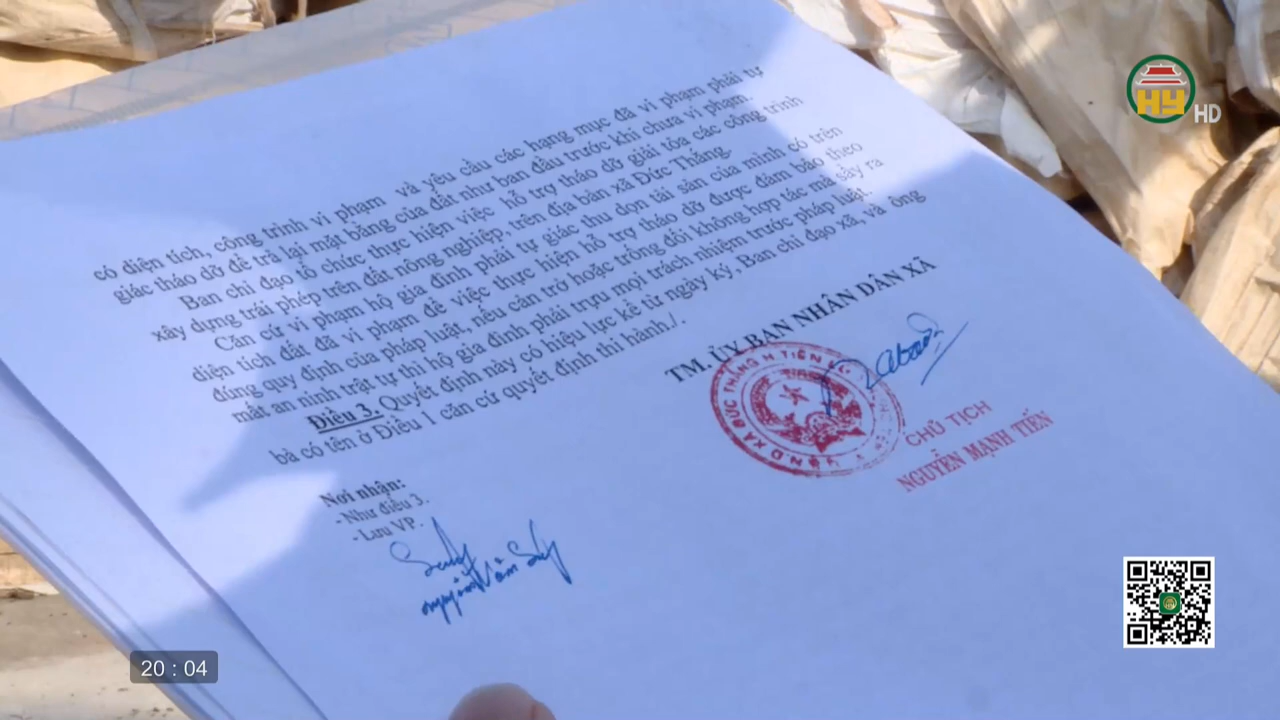 có diện tích, công trình vi phạm và yêu cầu các hạng mục đã vi phạm phải tự
giác tháo dỡ để trả lại mặt bằng của đất như ban đầu trước khi chưa vi phạm.
Ban chỉ đạo tổ chức thực hiện việc hỗ trợ tháo dỡ giải tỏa các công trình
xây dựng trái phép trên đất nông nghiệp, trên địa bàn xã Đức Thắng.
Căn cứ vi phạm hộ gia đình phải tự giác thu dọn tài sản của mình có trên
diện tích đất đã vi phạm để việc thực hiện hỗ trợ tháo dỡ được đảm bảo theo
đúng quy định của pháp luật, nếu cản trở hoặc trông đối không hợp tác mà sảy ra
mất an ninh trật tự thì hộ gia đình phải trựu mọi trách nhiệm trước pháp luật.
Điều 3. Quyết định này có hiệu lực kể từ ngày ký, Ban chỉ đạo xã, và ông
bà có tên ở Điều 1 căn cứ quyết định thi hành./.
TM. ỦY BAN NHÂN DÂN XÃ
CHỦ TỊCH
NGUYỄN MẠNH TIẾN
Nơi nhận:
- Như điều 3.
- Lưu VP.
HY HD
20 : 04